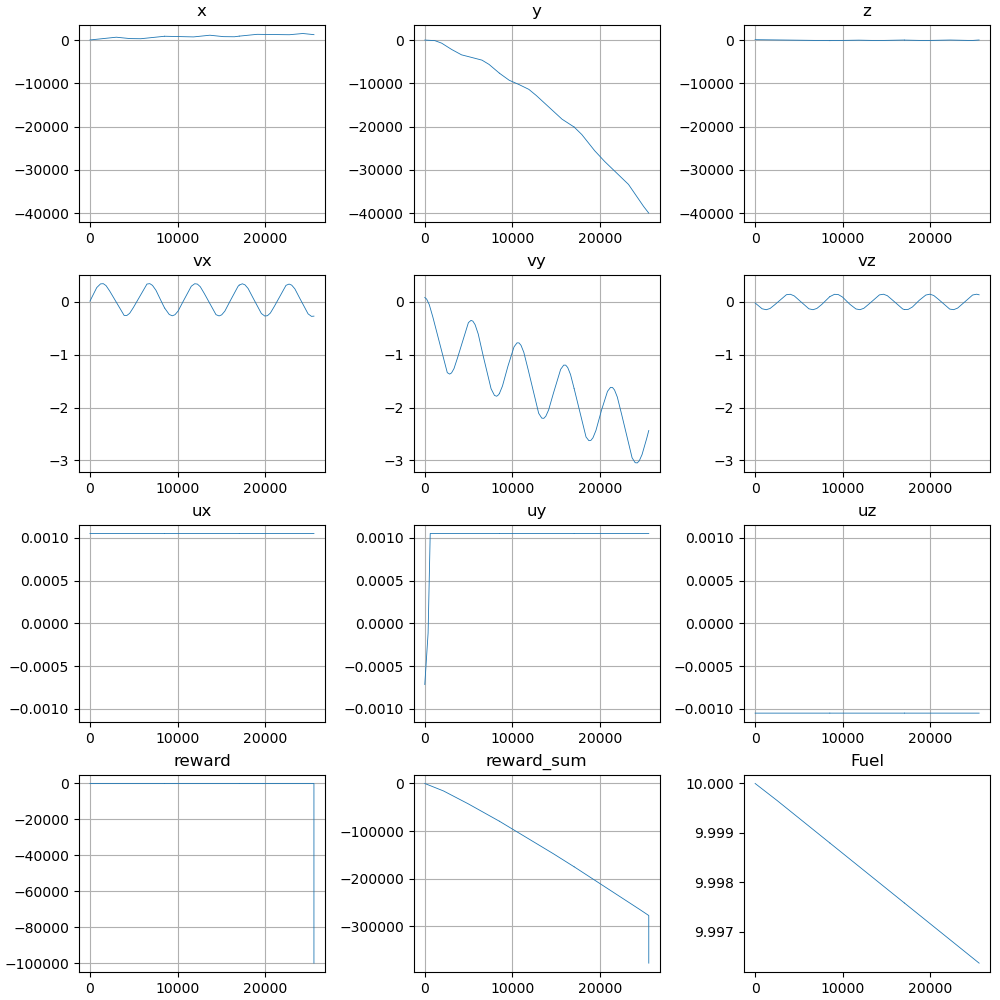 x y z
0 0 0
−10000 −10000 −10000
−20000 −20000 −20000
−30000 −30000 −30000
−40000 −40000 −40000
0 10000 20000 0 10000 20000 0 10000 20000
vx vy vz
0 0 0
−1 −1 −1
−2 −2 −2
−3 −3 −3
0 10000 20000 0 10000 20000 0 10000 20000
ux uy uz
0.0010 0.0010 0.0010
0.0005 0.0005 0.0005
0.0000 0.0000 0.0000
−0.0005 −0.0005 −0.0005
−0.0010 −0.0010 −0.0010
0 10000 20000 0 10000 20000 0 10000 20000
reward reward_sum Fuel
0 0 10.000
−20000 −100000 9.999
−40000 −200000 9.998
−60000 −300000 9.997
−80000
−100000
0 10000 20000 0 10000 20000 0 10000 20000